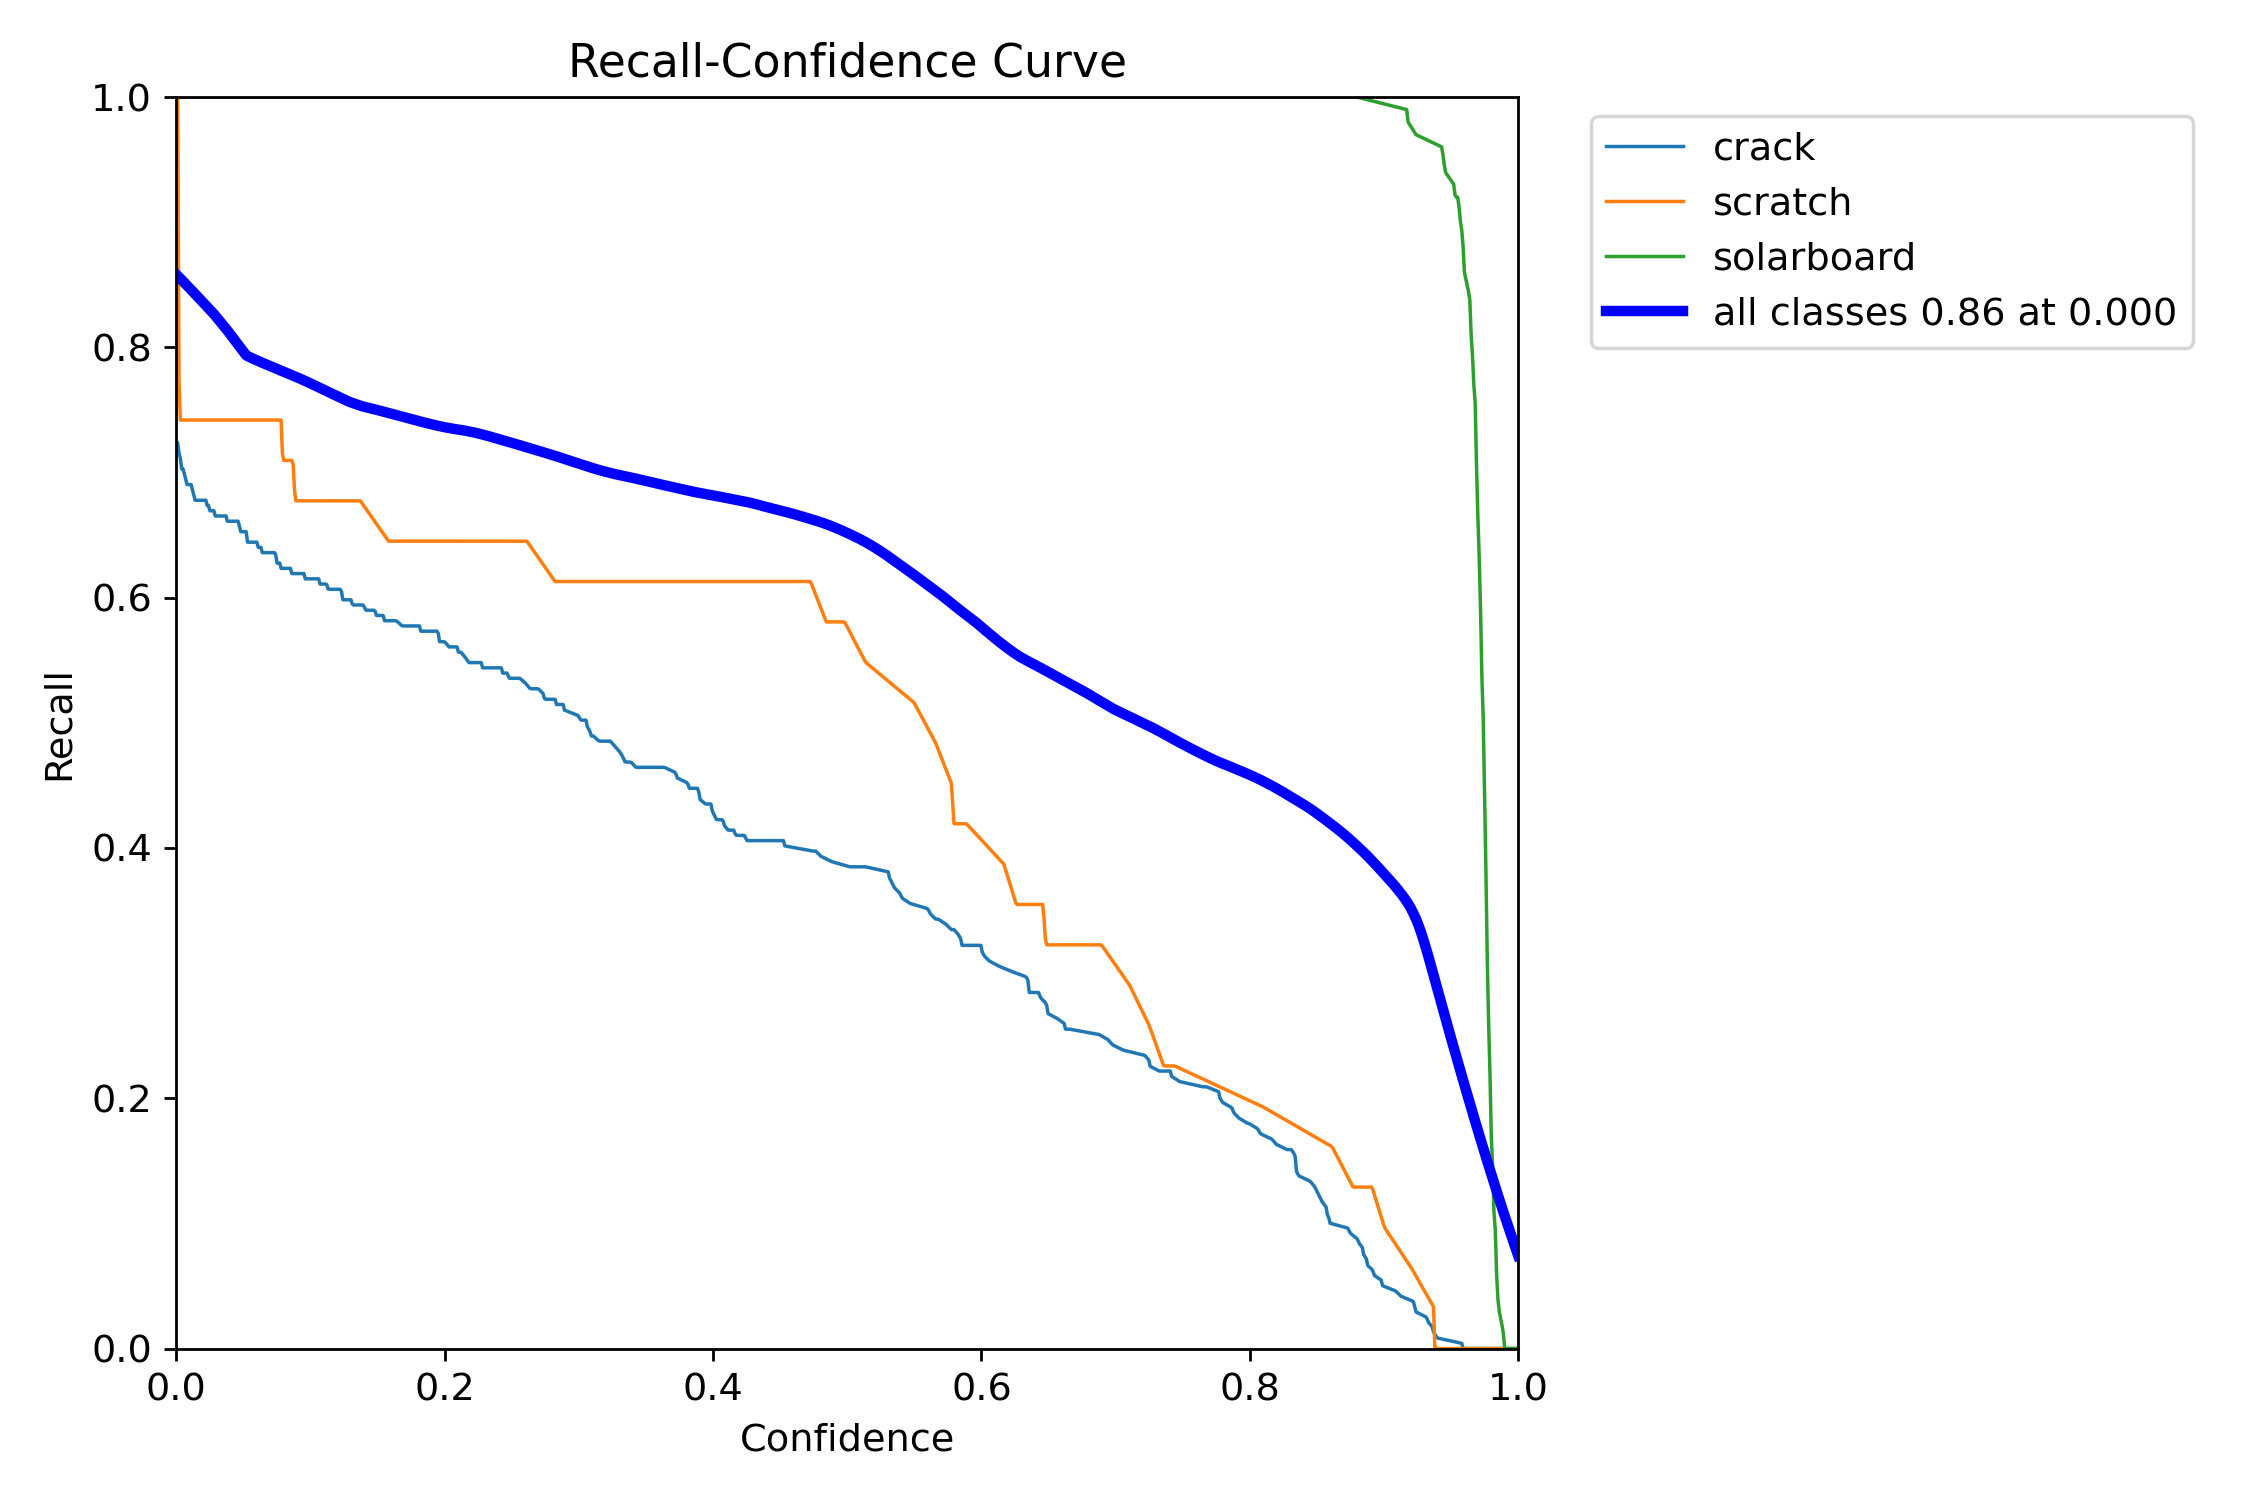 Recall-Confidence Curve
1.0
0.8
0.6
0.4
0.2
0.0
Recall
0.0 0.2 0.4 0.6 0.8 1.0
Confidence
crack
scratch
solarboard
all classes 0.86 at 0.000